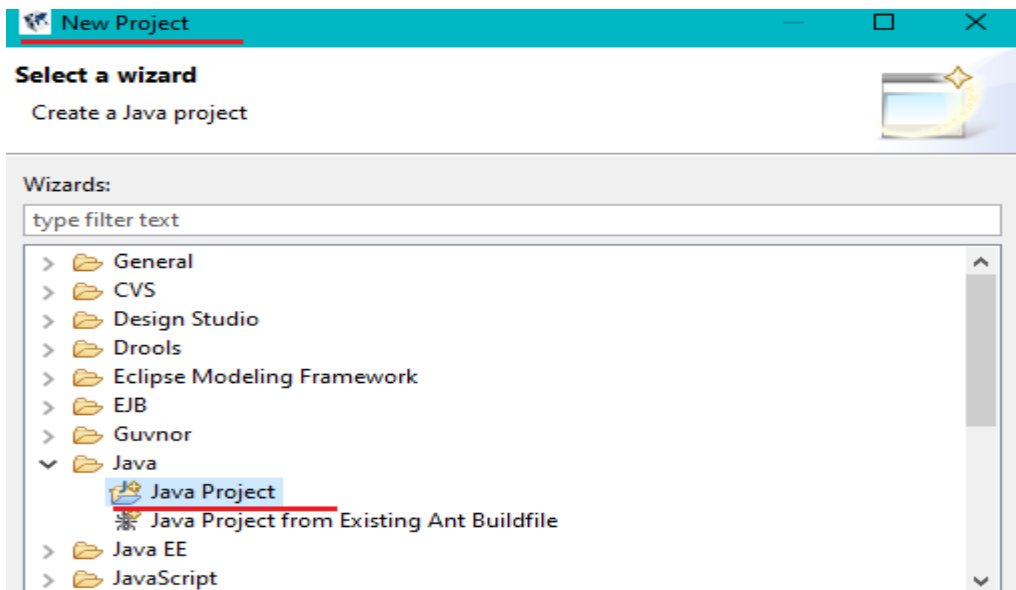 New Project
Select a wizard
Create a Java project
Wizards:
type filter text
General
CVS
Design Studio
Drools
Eclipse Modeling Framework
EJB
Guvnor
Java
Java Project
Java Project from Existing Ant Buildfile
Java EE
JavaScript